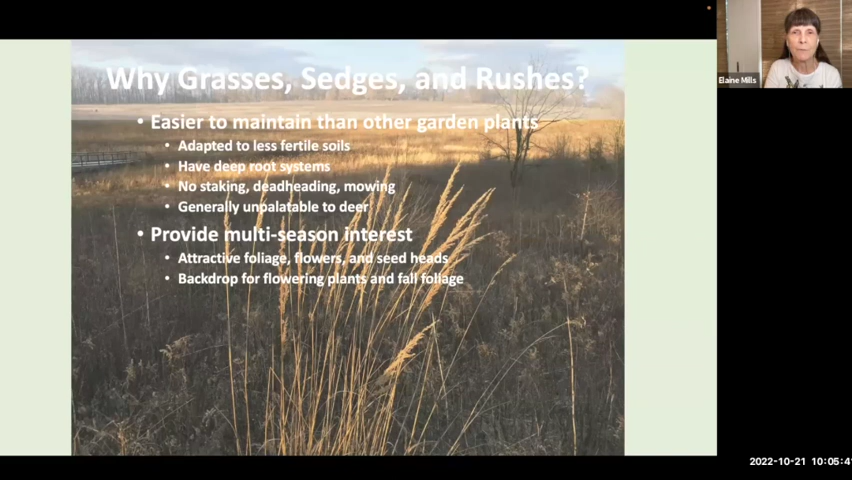 Why Grasses, Sedges, and Rushes?
• Easier to maintain than other garden plants
• Adapted to less fertile soils
• Have deep root systems
• No staking, deadheading, mowing
• Generally unpalatable to deer
• Provide multi-season interest
• Attractive foliage, flowers, and seed heads
• Backdrop for flowering plants and fall foliage
Elaine Mills
2022-10-21 10:05:4